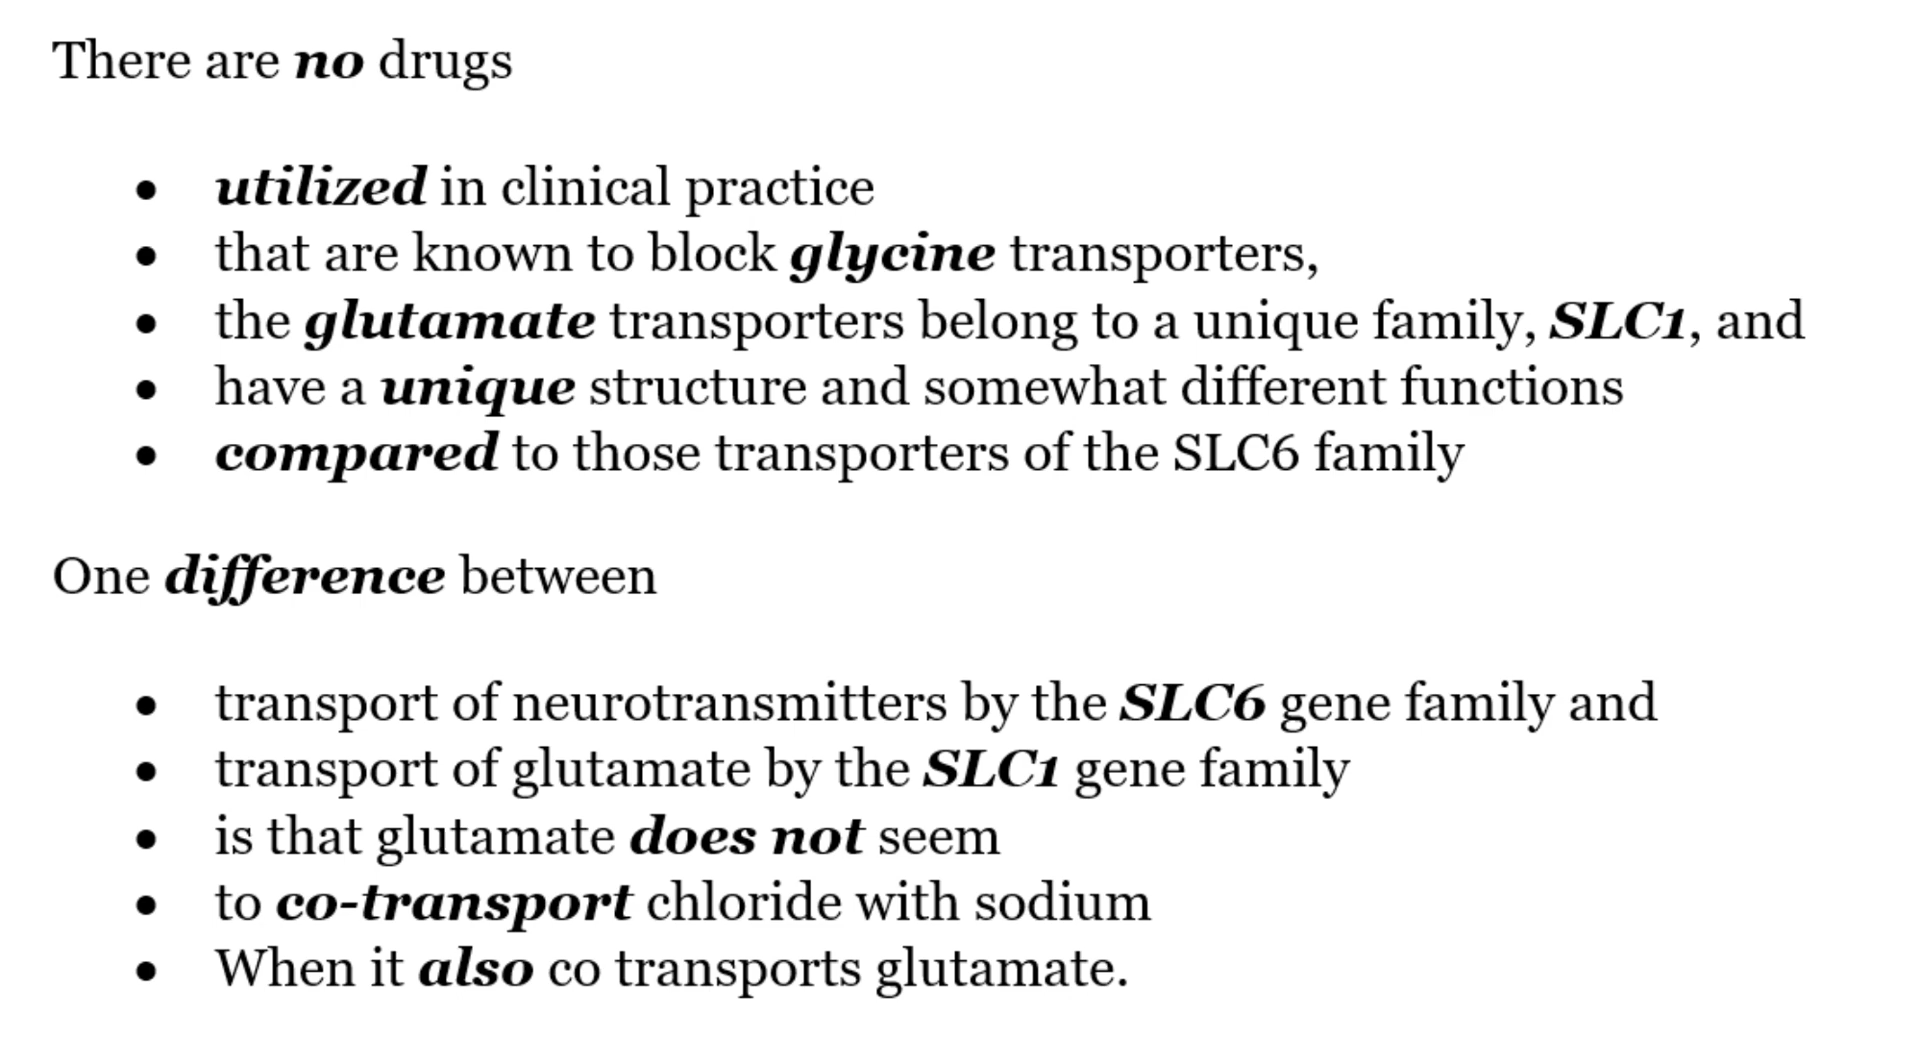 There are no drugs
• utilized in clinical practice
• that are known to block glycine transporters,
• the glutamate transporters belong to a unique family, SLC1, and
• have a unique structure and somewhat different functions
• compared to those transporters of the SLC6 family
One difference between
• transport of neurotransmitters by the SLC6 gene family and
• transport of glutamate by the SLC1 gene family
• is that glutamate does not seem
• to co-transport chloride with sodium
• When it also co transports glutamate.